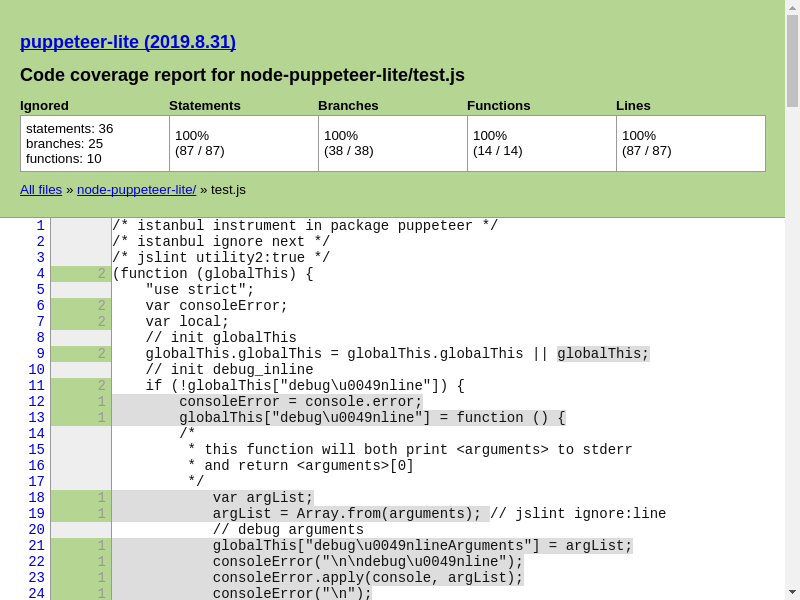 puppeteer-lite (2019.8.31)
Code coverage report for node-puppeteer-lite/test.js
Ignored Statements Branches Functions Lines
statements: 36
branches: 25
functions: 10
100% 100% 100% 100%
(87 / 87) (38 / 38) (14 / 14) (87 / 87)
All files » node-puppeteer-lite/ » test.js
1 /* istanbul instrument in package puppeteer */
2 /* istanbul ignore next */
3 /* jslint utility2:true */
4 2 (function (globalThis) {
5 "use strict";
6 2 var consoleError;
7 2 var local;
8 // init globalThis
9 2 globalThis.globalThis = globalThis.globalThis || globalThis;
10 // init debug_inline
11 2 if (!globalThis["debug\u0049nline"]) {
12 1 consoleError = console.error;
13 1 globalThis["debug\u0049nline"] = function () {
14 /*
15 * this function will both print <arguments> to stderr
16 * and return <arguments>[0]
17 */
18 1 var argList;
19 1 argList = Array.from(arguments); // jslint ignore:line
20 // debug arguments
21 1 globalThis["debug\u0049nlineArguments"] = argList;
22 1 consoleError("\n\ndebug\u0049nline");
23 1 consoleError.apply(console, argList);
24 1 consoleError("\n");